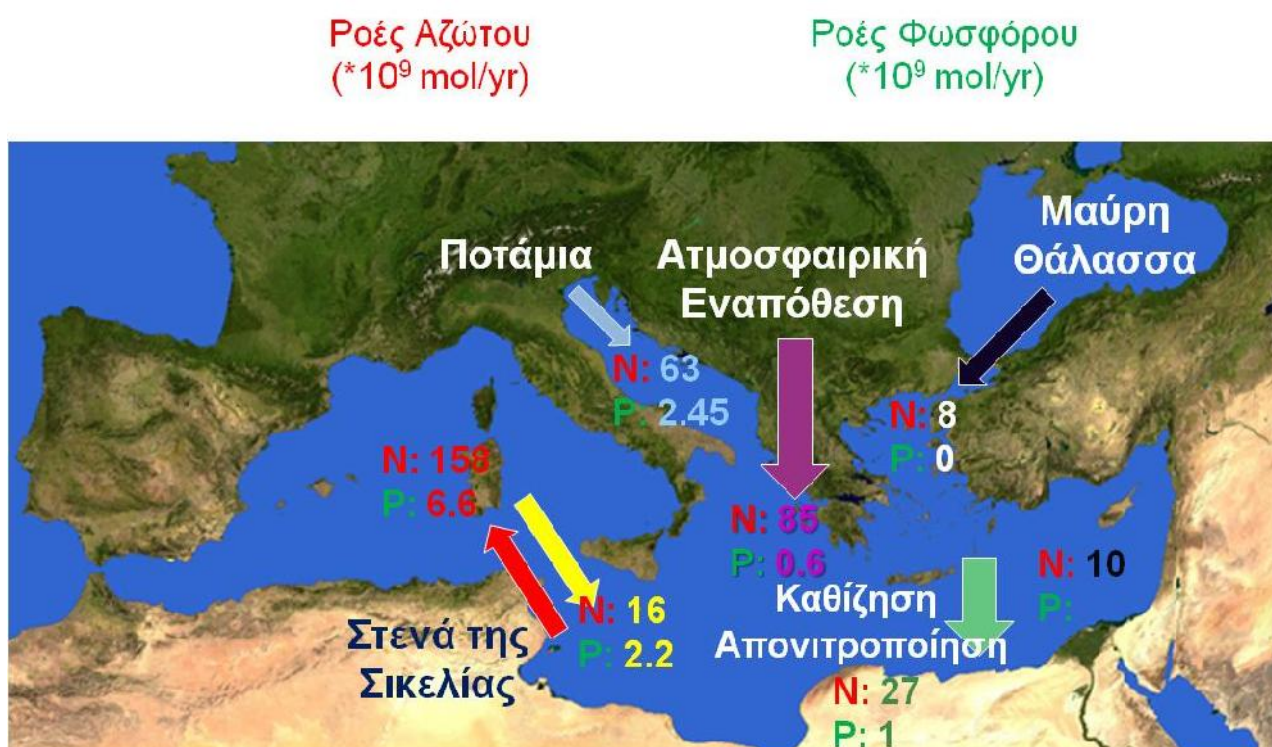 Ροές Αζώτου
(*10⁹ mol/yr)
Ροές Φωσφόρου
(*10⁹ mol/yr)
Μαύρη
Θάλασσα
Ποτάμια
Ατμοσφαιρική
Εναπόθεση
N: 63
P: 2.45
N: 8
P: 0
N: 158
P: 6.6
N: 85
P: 0.6
N: 10
P:
Καθίζηση
Απονιτροποίηση
N: 16
P: 2.2
Στενά της
Σικελίας
N: 27
P: 1